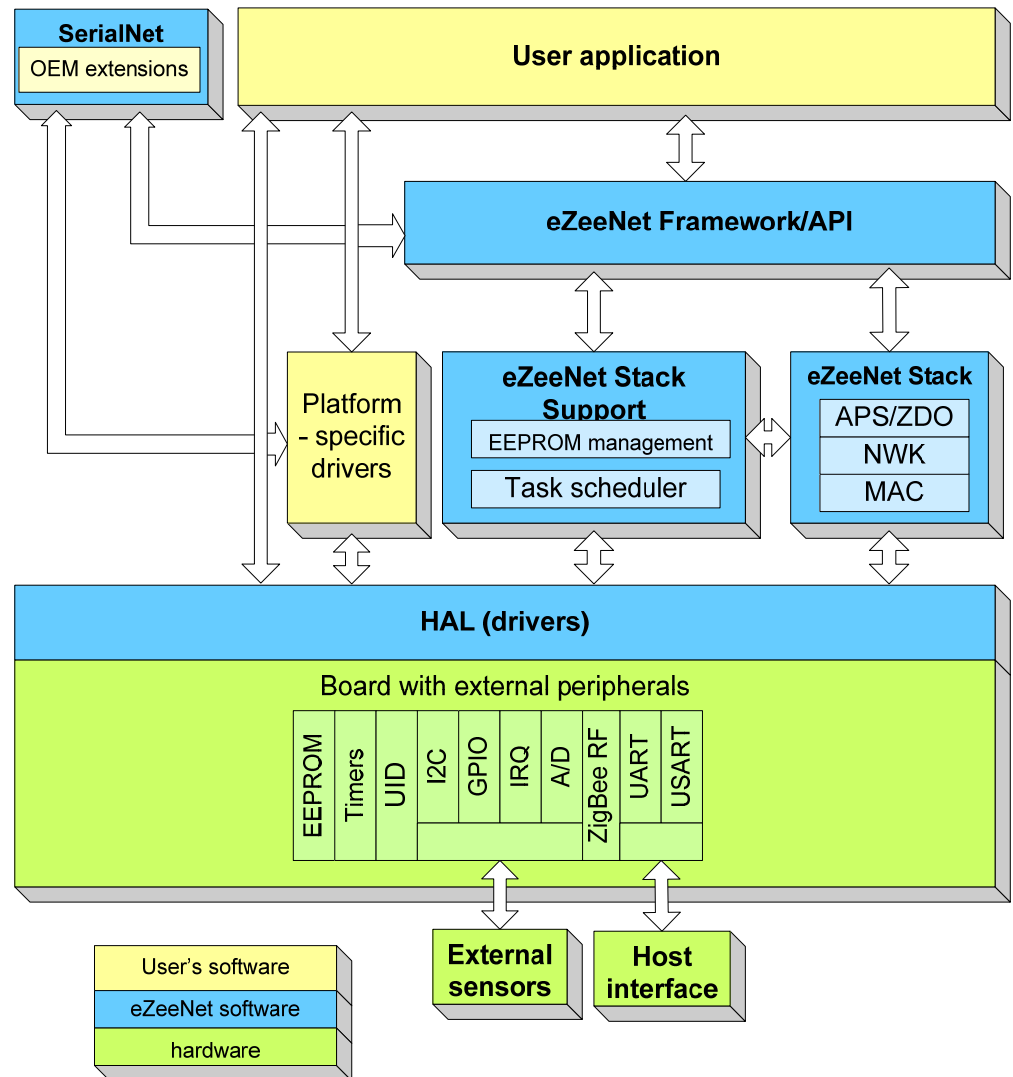 SerialNet
OEM extensions
User application
eZeeNet Framework/API
Platform
- specific
drivers
eZeeNet Stack
Support
EEPROM management
Task scheduler
eZeeNet Stack
APS/ZDO
NWK
MAC
HAL (drivers)
Board with external peripherals
EEPROM
Timers
UID
I2C
GPIO
IRQ
A/D
ZigBee RF
UART
USART
External
sensors
Host
interface
User's software
eZeeNet software
hardware